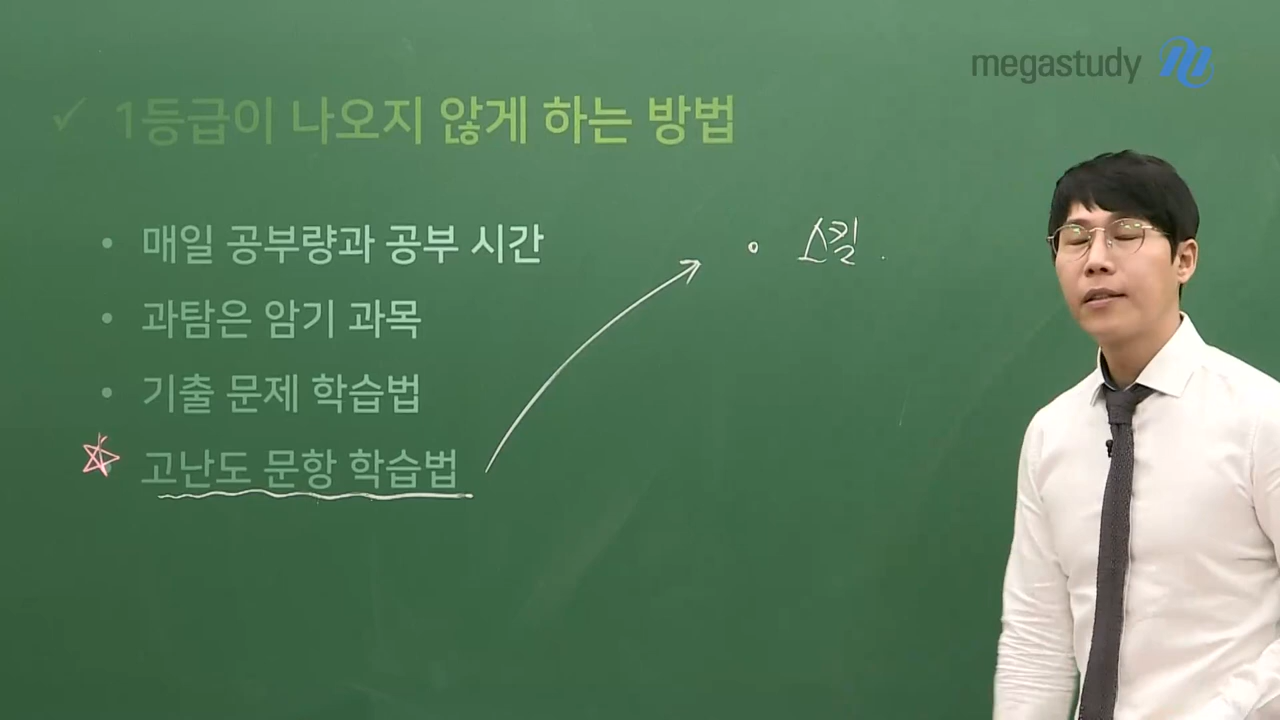 megastudy
✓ 1등급이 나오지 않게 하는 방법
• 매일 공부량과 공부 시간
• 과탐은 암기 과목
• 기출 문제 학습법
고난도 문항 학습법
• 스킬.